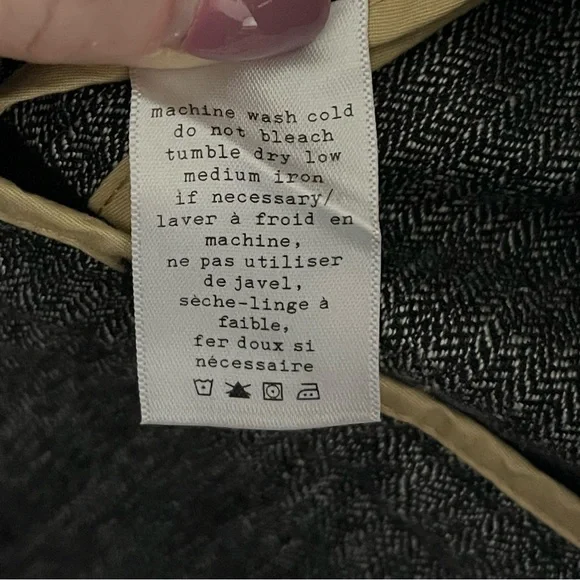 machine wash cold
do not bleach
tumble dry low
medium iron
if necessary/
laver à froid en
machine,
ne pas utiliser
de javel,
sèche-linge à
faible,
fer doux si
nécessaire